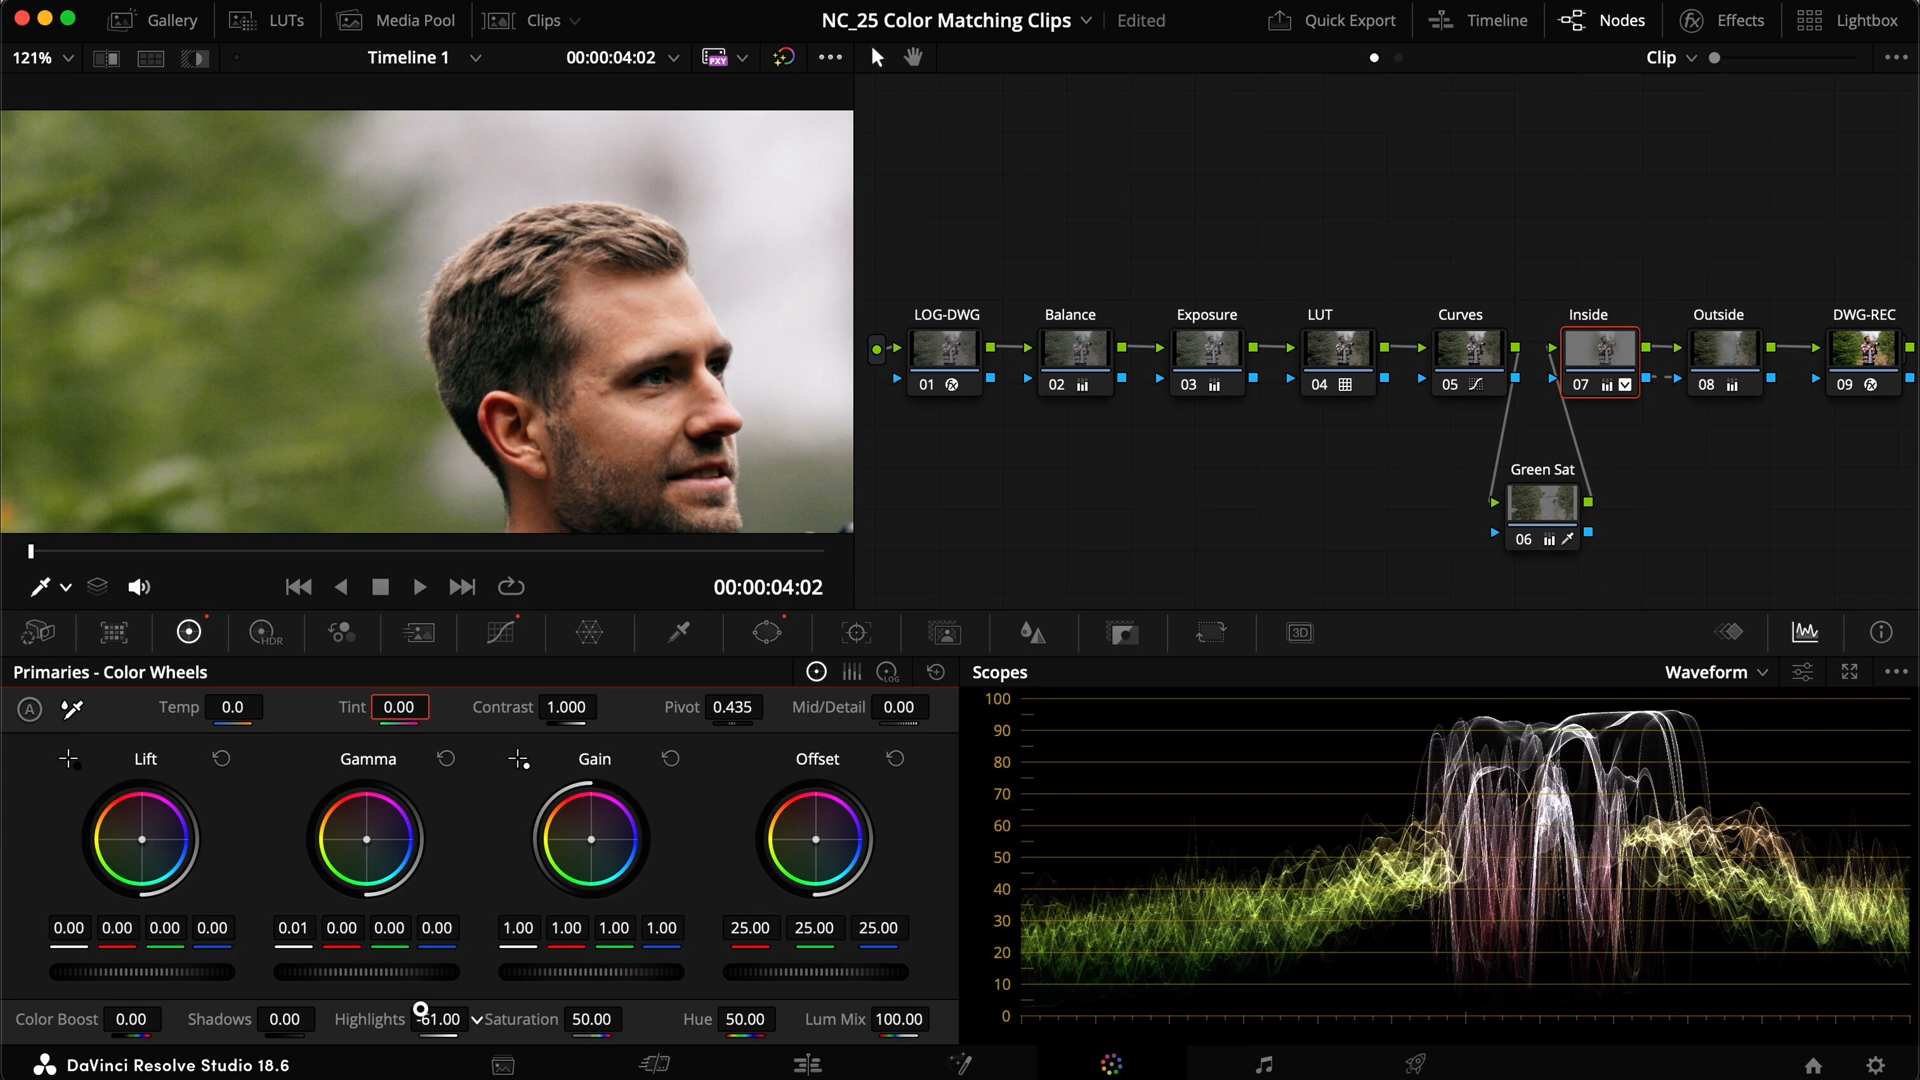 Gallery LUTs Media Pool Clips NC_25 Color Matching Clips Edited Quick Export Timeline Nodes Effects Lightbox
121% Timeline 1 00:00:04:02 PXY Clip
LOG-DWG Balance Exposure LUT Curves Inside Outside DWG-REC
01 02 03 04 05 07 08 09
Green Sat
06
00:00:04:02
HDR 3D
Primaries - Color Wheels LOG Scopes Waveform
A Temp 0.0 Tint 0.00 Contrast 1.000 Pivot 0.435 Mid/Detail 0.00
Lift Gamma Gain Offset
0.00 0.00 0.00 0.00 0.01 0.00 0.00 0.00 1.00 1.00 1.00 1.00 25.00 25.00 25.00
Color Boost 0.00 Shadows 0.00 Highlights -61.00 Saturation 50.00 Hue 50.00 Lum Mix 100.00
100
90
80
70
60
50
40
30
20
10
0
DaVinci Resolve Studio 18.6